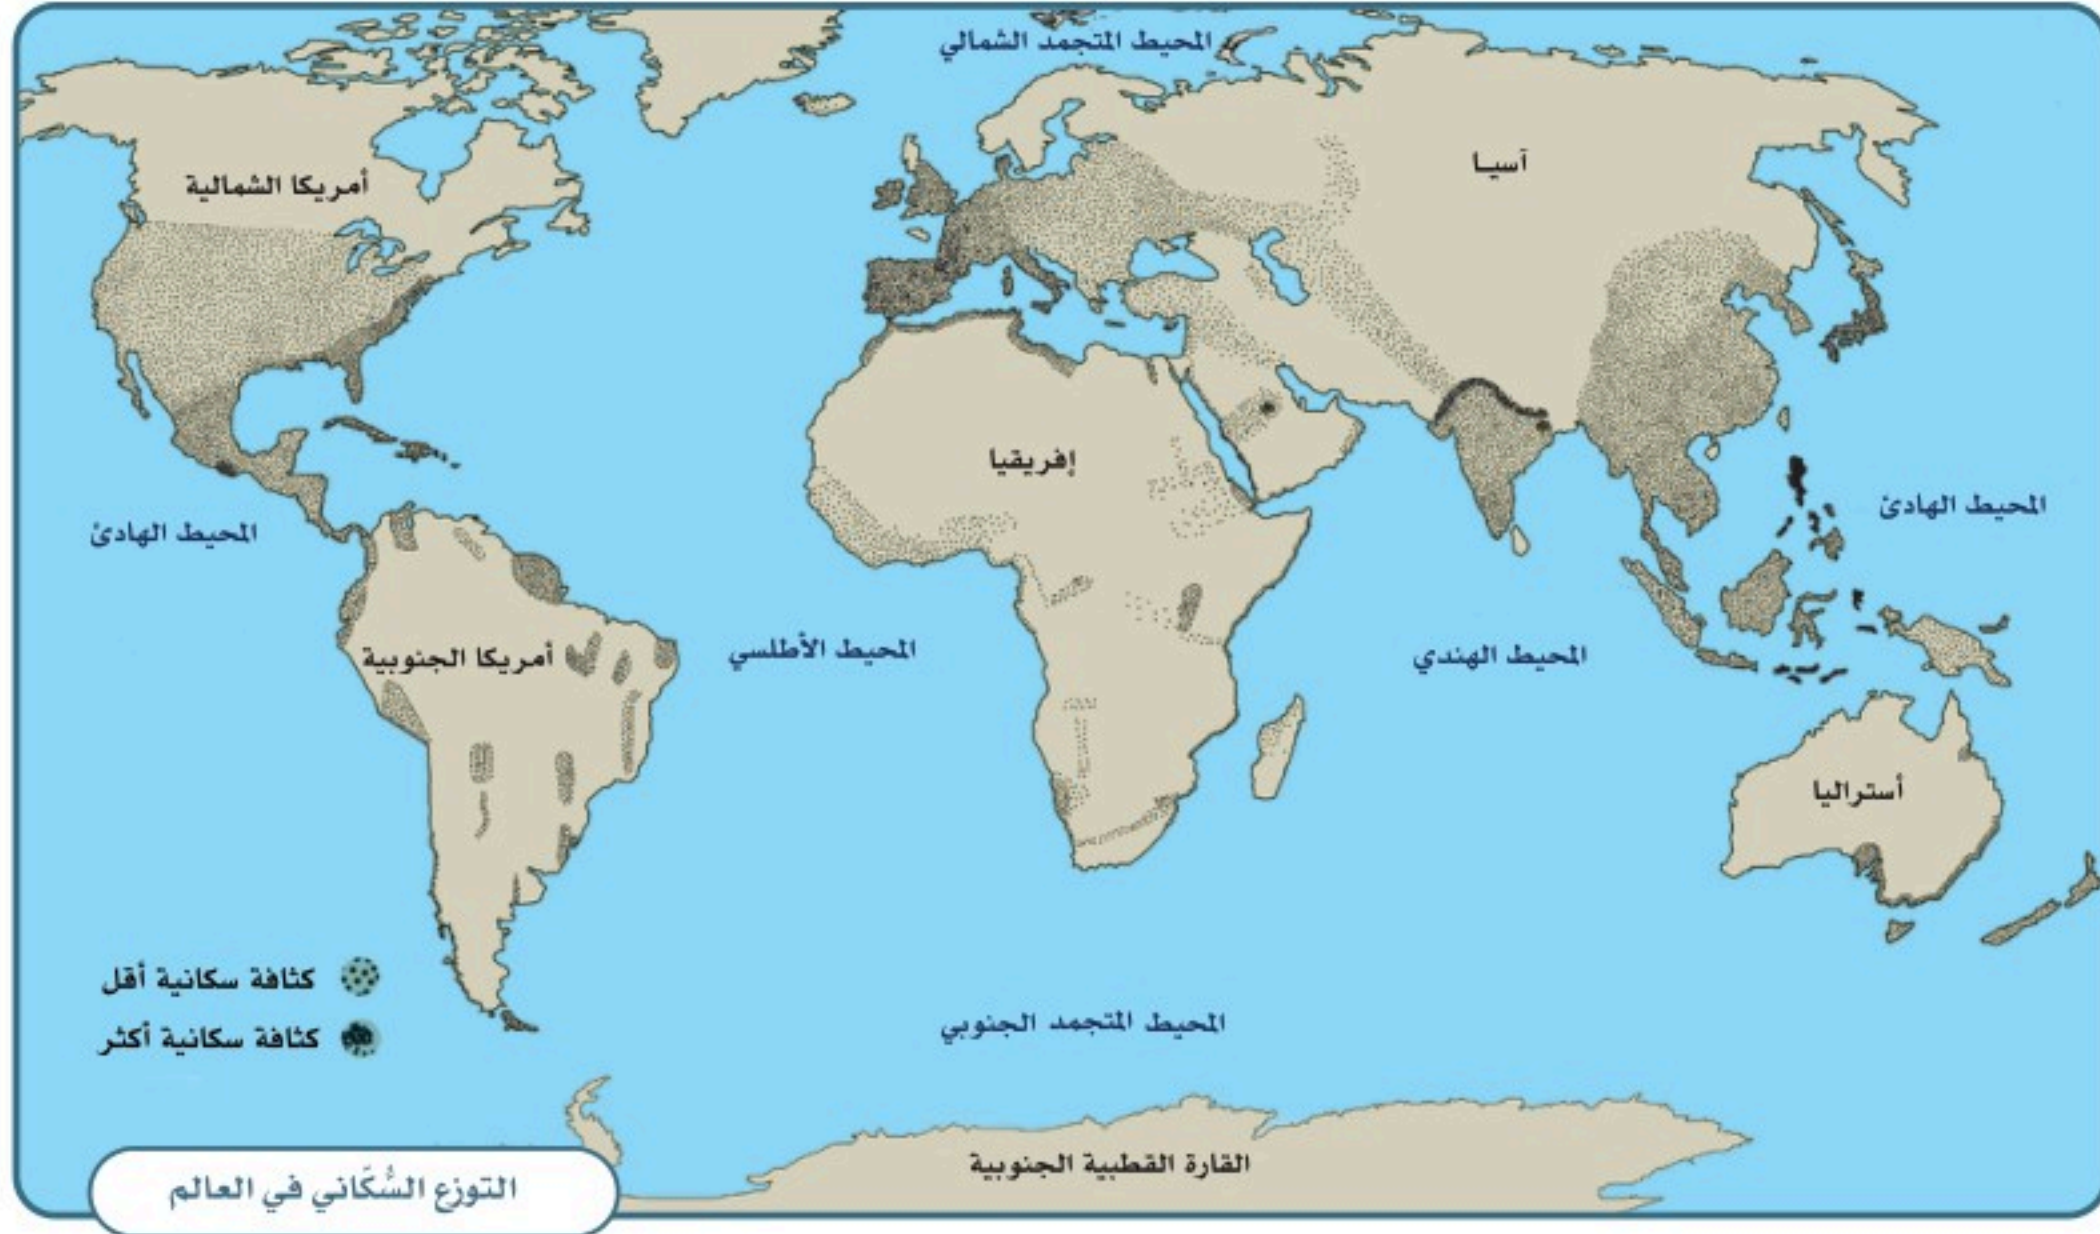 المحيط المتجمد الشمالي
آسيا
أمريكا الشمالية
إفريقيا
المحيط الهادئ
المحيط الهادئ
المحيط الهندي
المحيط الأطلسي
أمريكا الجنوبية
أستراليا
كثافة سكانية أقل
كثافة سكانية أكثر
المحيط المتجمد الجنوبي
القارة القطبية الجنوبية
التوزع السُّكَّاني في العالم